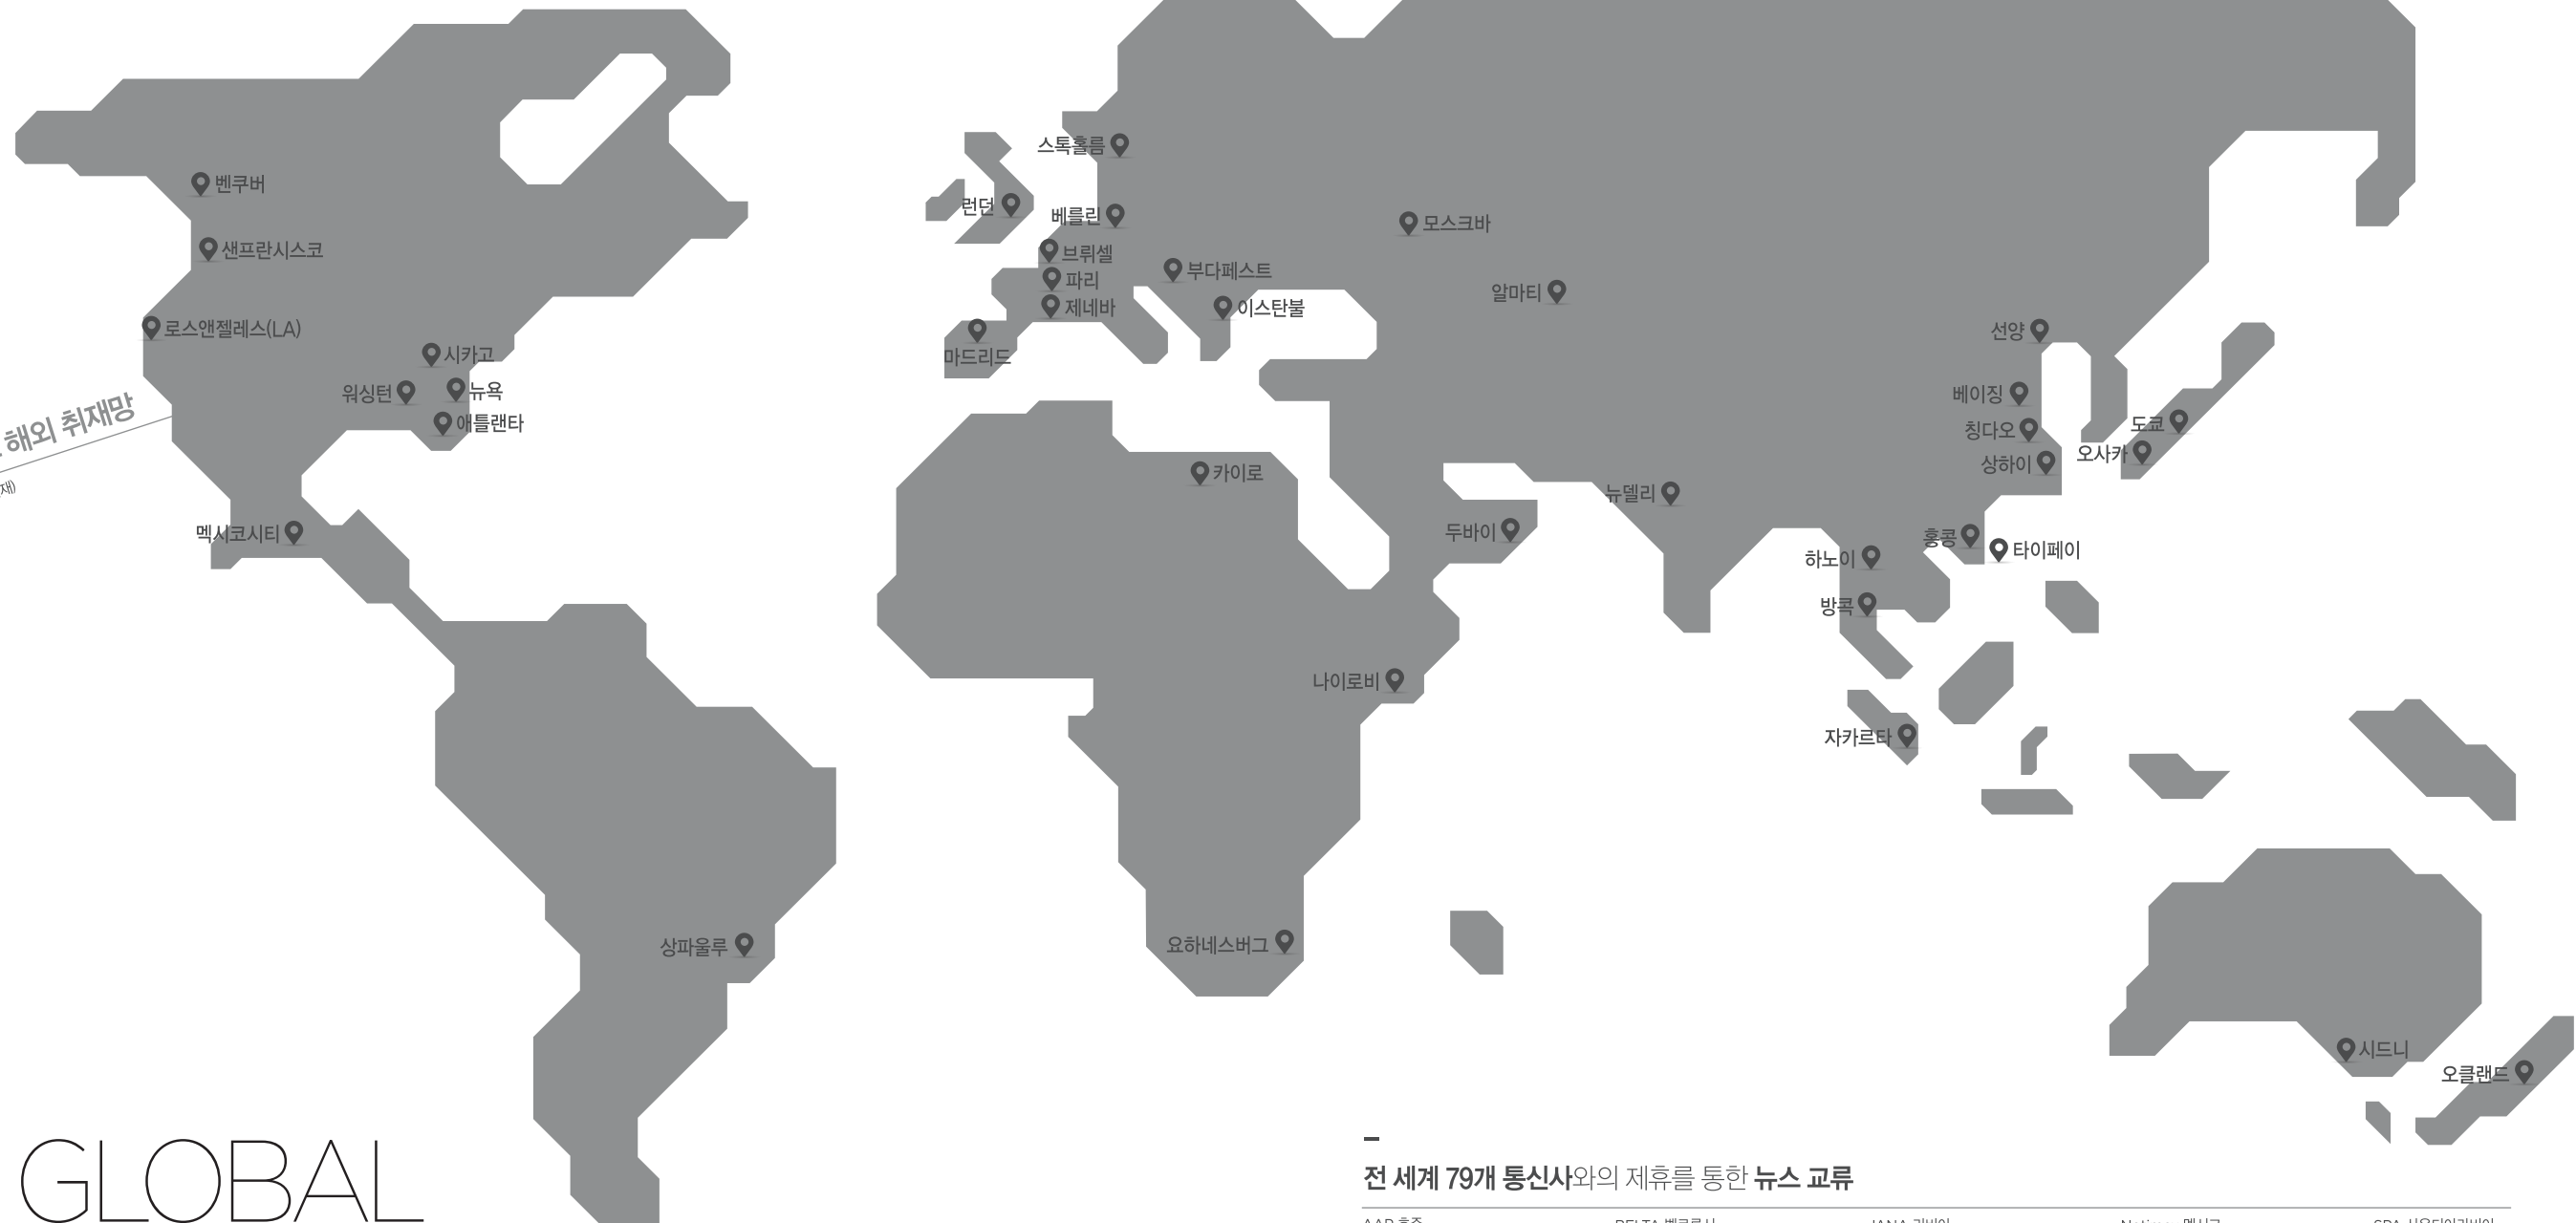 스톡홀름
벤쿠버
런던
베를린
모스크바
샌프란시스코
브뤼셀
부다페스트
파리
알마티
제네바
이스탄불
로스앤젤레스(LA)
선양
시카고
마드리드
워싱턴
뉴욕
베이징
해외 취재망
애틀랜타
도쿄
칭다오
오사카
상하이
카이로
재)
뉴델리
멕시코시티
두바이
홍콩
타이페이
하노이
방콕
나이로비
자카르타
상파울루
요하네스버그
시드니
오클랜드
GLOBAL
전 세계 79개 통신사와의 제휴를 통한 뉴스 교류